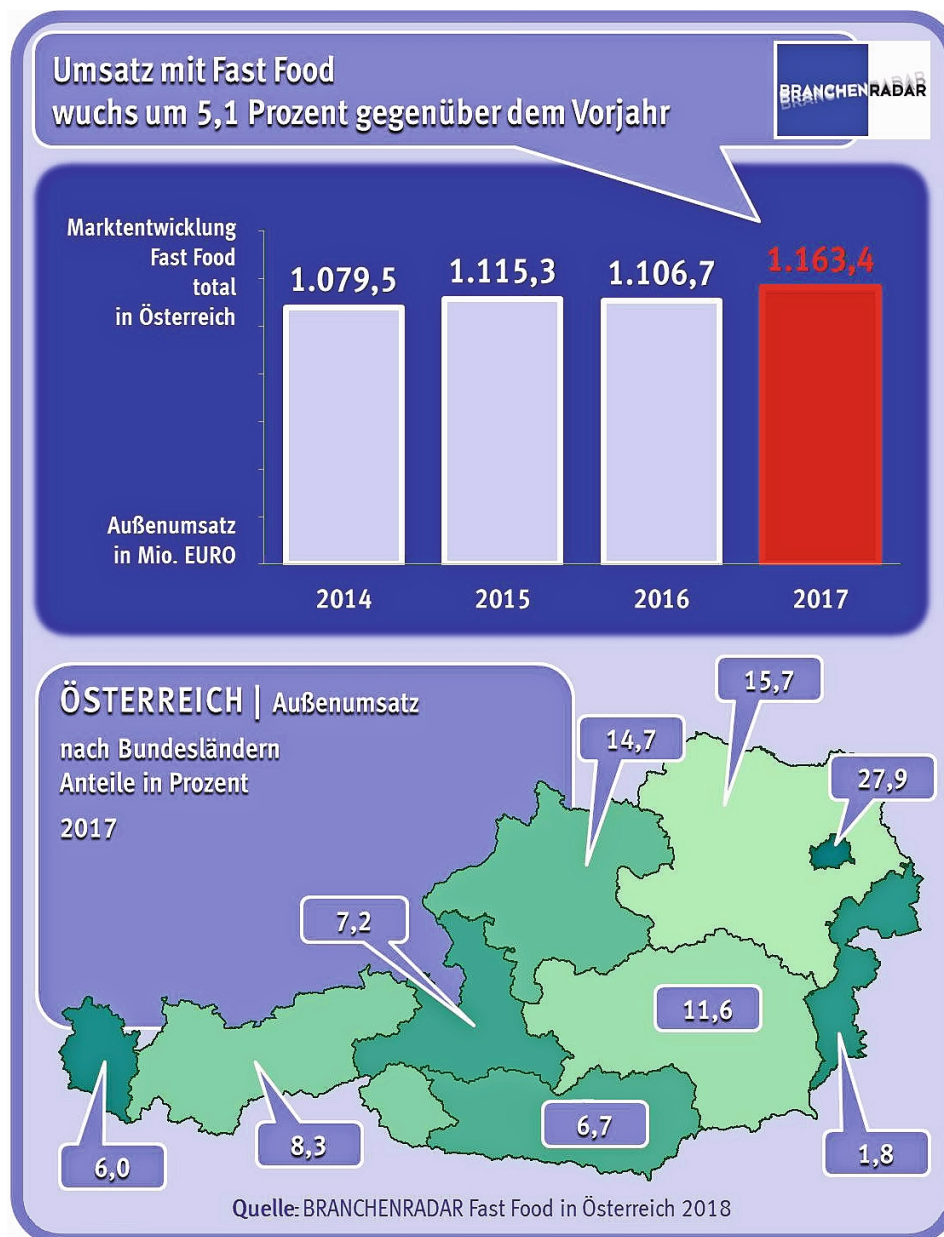 Umsatz mit Fast Food
wuchs um 5,1 Prozent gegenüber dem Vorjahr
BRANCHENRADAR
Marktentwicklung
Fast Food
total
in Österreich
1.079,5
1.115,3
1.106,7
1.163,4
Außenumsatz
in Mio. EURO
2014
2015
2016
2017
ÖSTERREICH | Außenumsatz
nach Bundesländern
Anteile in Prozent
2017
15,7
14,7
27,9
7,2
11,6
6,7
8,3
6,0
1,8
Quelle: BRANCHENRADAR Fast Food in Österreich 2018